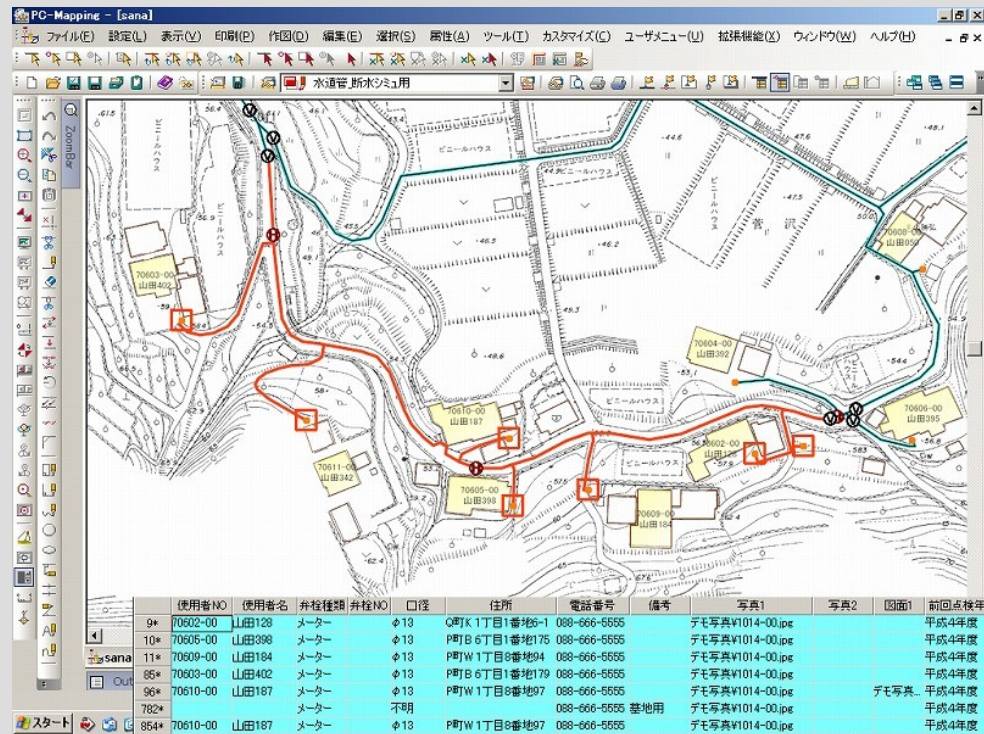 PC-Mapping - [sana]
ファイル(F) 設定(L) 表示(V) 印刷(P) 作図(D) 編集(E) 選択(S) 属性(A) ツール(T) カスタマイズ(C) ユーザメニュー(U) 拡張機能(X) ウィンドウ(W) ヘルプ(H)
水道管_断水シミュ用
ZoomBar
ビニールハウス
ビニールハウス
ビニールハウス
ビニールハウス
ビニールハウス
ビニールハウス
ビニールハウス
菅沢
70603-00
山田402
70608-00
山田050
70604-00
山田392
70606-00
山田395
70610-00
山田187
70611-00
山田342
70605-00
山田398
70602-00
山田128
70609-00
山田184
sana
Out
使用者NO 使用者名 弁栓種類 弁栓NO 口径 住所 電話番号 備考 写真1 写真2 図面1 前回点検年
9* 70602-00 山田128 メーター φ13 Q町K 1丁目1番地6-1 088-666-5555 デモ写真¥1014-00.jpg 平成4年度
10* 70605-00 山田398 メーター φ13 P町B 6丁目1番地175 088-666-5555 デモ写真¥1014-00.jpg 平成4年度
11* 70609-00 山田184 メーター φ13 P町W 1丁目8番地94 088-666-5555 デモ写真¥1014-00.jpg 平成4年度
85* 70603-00 山田402 メーター φ13 P町B 6丁目1番地179 088-666-5555 デモ写真¥1014-00.jpg 平成4年度
96* 70610-00 山田187 メーター φ13 P町W 1丁目8番地97 088-666-5555 デモ写真... 平成4年度
782* メーター 不明 088-666-5555 墓地用 デモ写真¥1014-00.jpg 平成4年度
854* 70610-00 山田187 メーター φ13 P町W 1丁目8番地97 088-666-5555 デモ写真¥1014-00.jpg 平成4年度
スタート